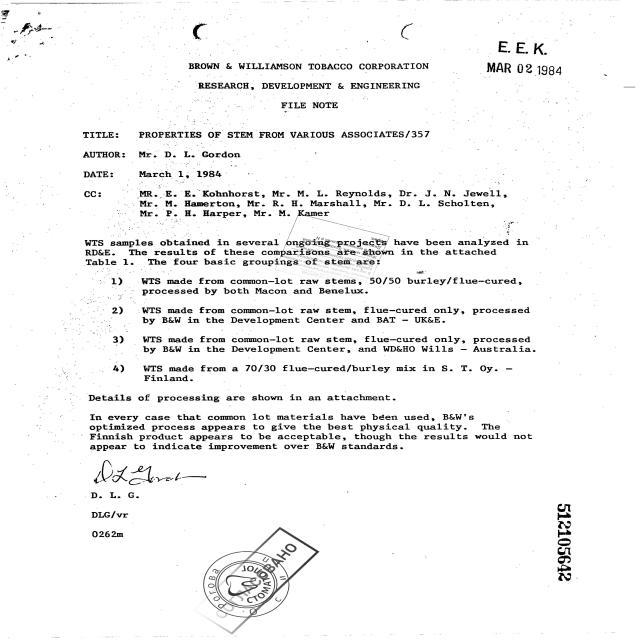 E. E. K.
MAR 02 1984
BROWN & WILLIAMSON TOBACCO CORPORATION
RESEARCH, DEVELOPMENT & ENGINEERING
FILE NOTE
TITLE: PROPERTIES OF STEM FROM VARIOUS ASSOCIATES/357
AUTHOR: Mr. D. L. Gordon
DATE: March 1, 1984
CC: MR. E. E. Kohnhorst, Mr. M. L. Reynolds, Dr. J. N. Jewell,
Mr. M. Hamerton, Mr. R. H. Marshall, Mr. D. L. Scholten,
Mr. P. H. Harper, Mr. M. Kamer
WTS samples obtained in several ongoing projects have been analyzed in
RD&E. The results of these comparisons are shown in the attached
Table 1. The four basic groupings of stem are:
1) WTS made from common-lot raw stems, 50/50 burley/flue-cured,
processed by both Macon and Benelux.
2) WTS made from common-lot raw stem, flue-cured only, processed
by B&W in the Development Center and BAT - UK&E.
3) WTS made from common-lot raw stem, flue-cured only, processed
by B&W in the Development Center, and WD&HO Wills - Australia.
4) WTS made from a 70/30 flue-cured/burley mix in S. T. Oy. -
Finland.
Details of processing are shown in an attachment.
In every case that common lot materials have been used, B&W's
optimized process appears to give the best physical quality. The
Finnish product appears to be acceptable, though the results would not
appear to indicate improvement over B&W standards.
D L Gordon
D. L. G.
DLG/vr
0262m
512105642